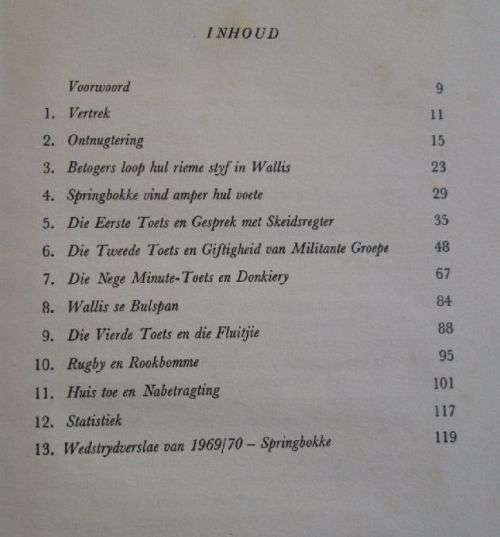 INHOUD
Voorwoord 9
1. Vertrek 11
2. Ontnugtering 15
3. Betogers loop hul rieme styf in Wallis 23
4. Springbokke vind amper hul voete 29
5. Die Eerste Toets en Gesprek met Skeidsregter 35
6. Die Tweede Toets en Giftigheid van Militante Groepe 48
7. Die Nege Minute-Toets en Donkiery 67
8. Wallis se Bulspan 84
9. Die Vierde Toets en die Fluitjie 88
10. Rugby en Rookbomme 95
11. Huis toe en Nabetragting 101
12. Statistiek 117
13. Wedstrydverslae van 1969/70 – Springbokke 119